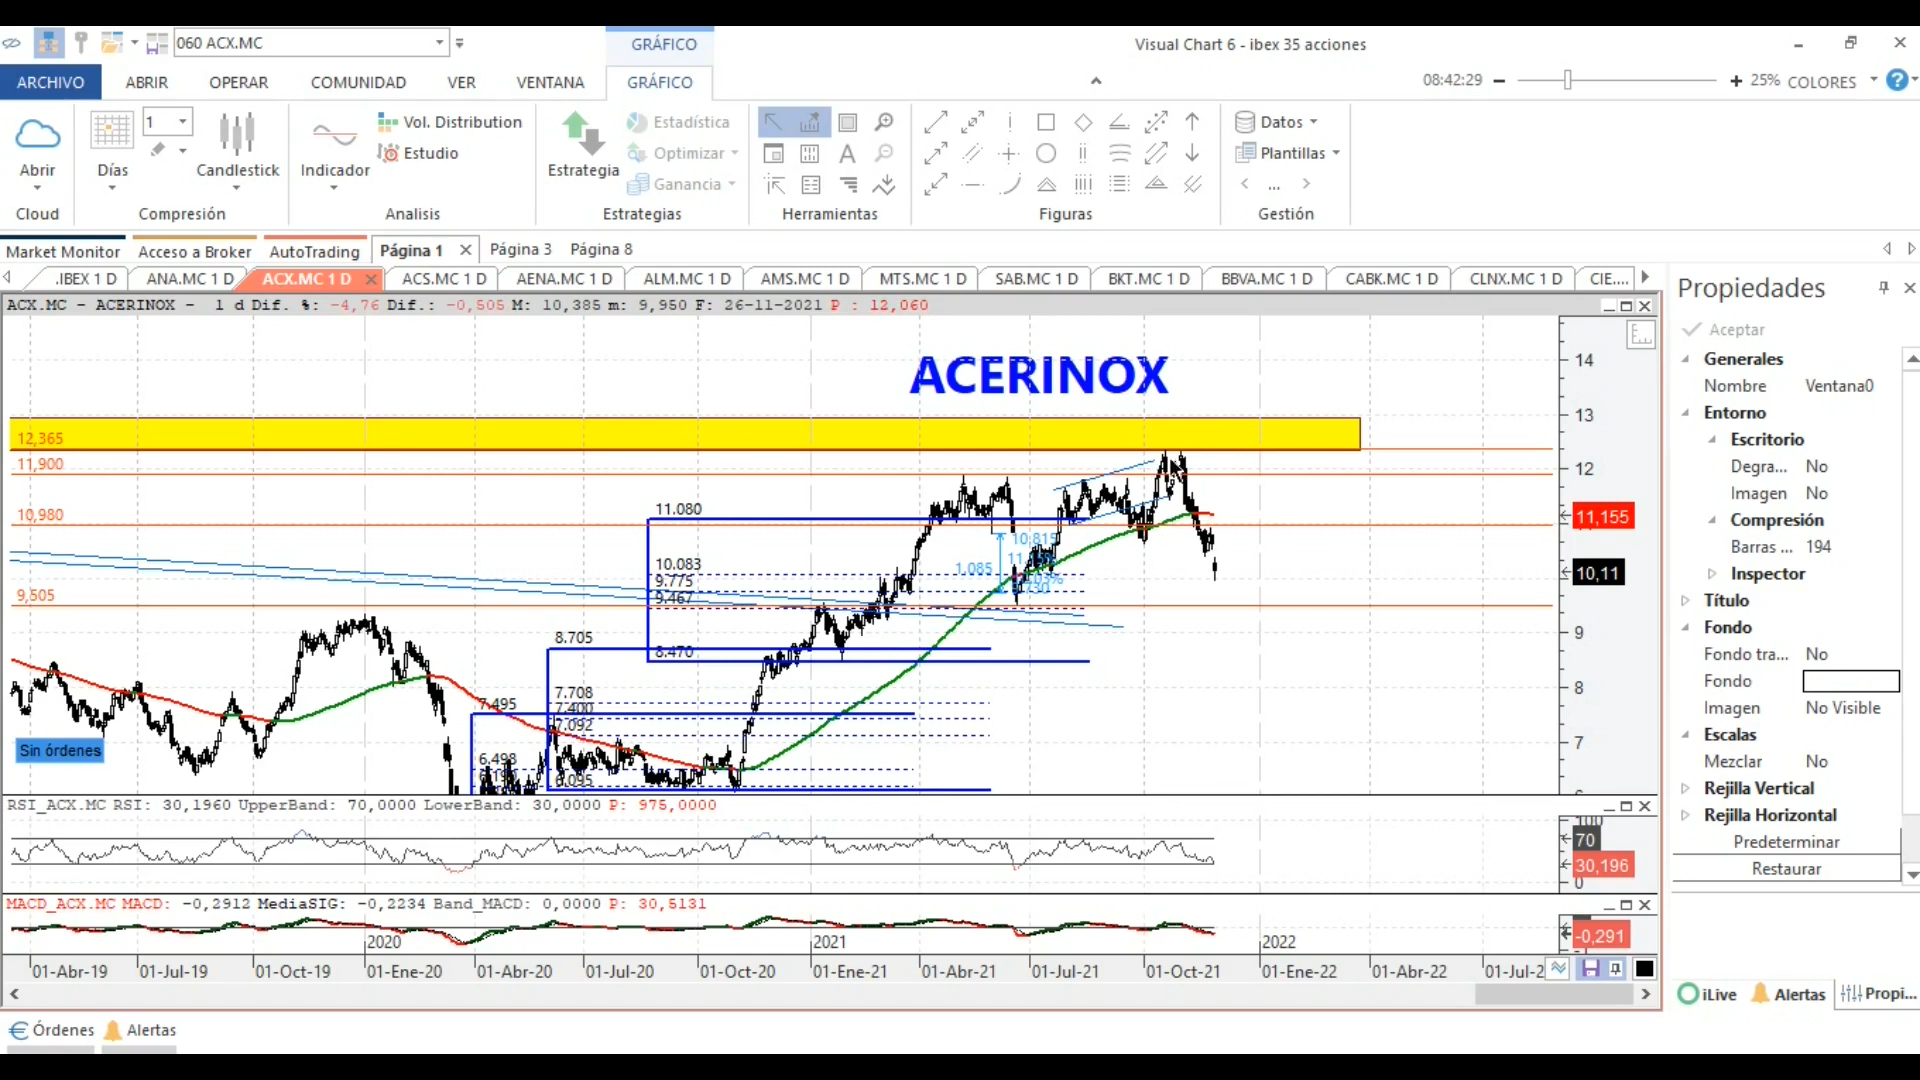 060 ACX.MC
GRÁFICO
Visual Chart 6 - ibex 35 acciones
ARCHIVO ABRIR OPERAR COMUNIDAD VER VENTANA GRÁFICO
08:42:29 25% COLORES
1
Vol. Distribution
Estudio
Estadística
Optimizar
Ganancia
Datos
Plantillas
...
Abrir Días Candlestick Indicador Estrategia
Cloud Compresión Analisis Estrategias Herramientas Figuras Gestión
Market Monitor Acceso a Broker AutoTrading Página 1 Página 3 Página 8
.IBEX 1 D ANA.MC 1 D ACX.MC 1 D ACS.MC 1 D AENA.MC 1 D ALM.MC 1 D AMS.MC 1 D MTS.MC 1 D SAB.MC 1 D BKT.MC 1 D BBVA.MC 1 D CABK.MC 1 D CLNX.MC 1 D CIE....
ACX.MC - ACERINOX - 1 d Dif. %: -4,76 Dif.: -0,505 M: 10,385 m: 9,950 F: 26-11-2021 P : 12,060
ACERINOX
12,365
11,900
10,980
9,505
11.080
10.083
9.775
9.467
8.470
8.705
7.708
7.400
7.092
6.095
7.495
6.498
10,815
1.085
14
13
12
11,155
10,11
9
8
7
Sin órdenes
RSI_ACX.MC RSI: 30,1960 UpperBand: 70,0000 LowerBand: 30,0000 P: 975,0000
100
70
30,196
0
MACD_ACX.MC MACD: -0,2912 MediaSIG: -0,2234 Band_MACD: 0,0000 P: 30,5131
-0,291
2020 2021 2022
01-Abr-19 01-Jul-19 01-Oct-19 01-Ene-20 01-Abr-20 01-Jul-20 01-Oct-20 01-Ene-21 01-Abr-21 01-Jul-21 01-Oct-21 01-Ene-22 01-Abr-22 01-Jul-2
Propiedades
Aceptar
Generales
Nombre Ventana0
Entorno
Escritorio
Degra... No
Imagen No
Compresión
Barras ... 194
Inspector
Título
Fondo
Fondo tra... No
Fondo
Imagen No Visible
Escalas
Mezclar No
Rejilla Vertical
Rejilla Horizontal
Predeterminar
Restaurar
iLive Alertas Propi...
Órdenes Alertas